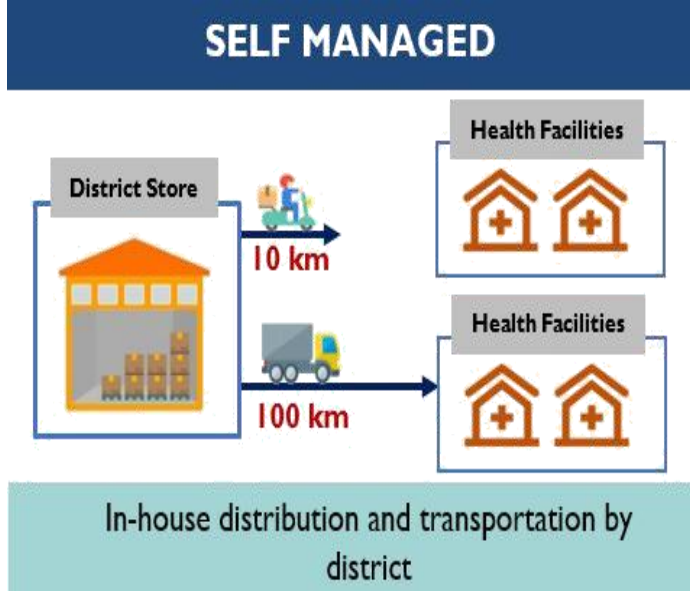 SELF MANAGED
Health Facilities
District Store
10 km
Health Facilities
100 km
In-house distribution and transportation by
district